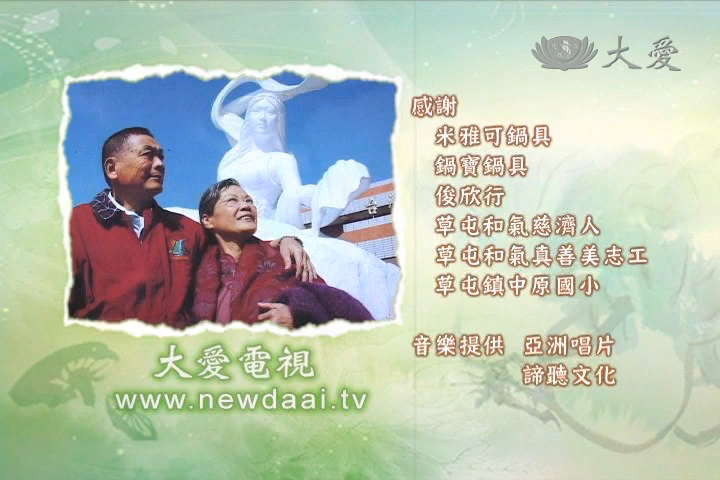 大愛
感謝
米雅可鍋具
鍋寶鍋具
俊欣行
草屯和氣慈濟人
草屯和氣真善美志工
草屯鎮中原國小
音樂提供 亞洲唱片
諦聽文化
大愛電視
www.newdaai.tv
台